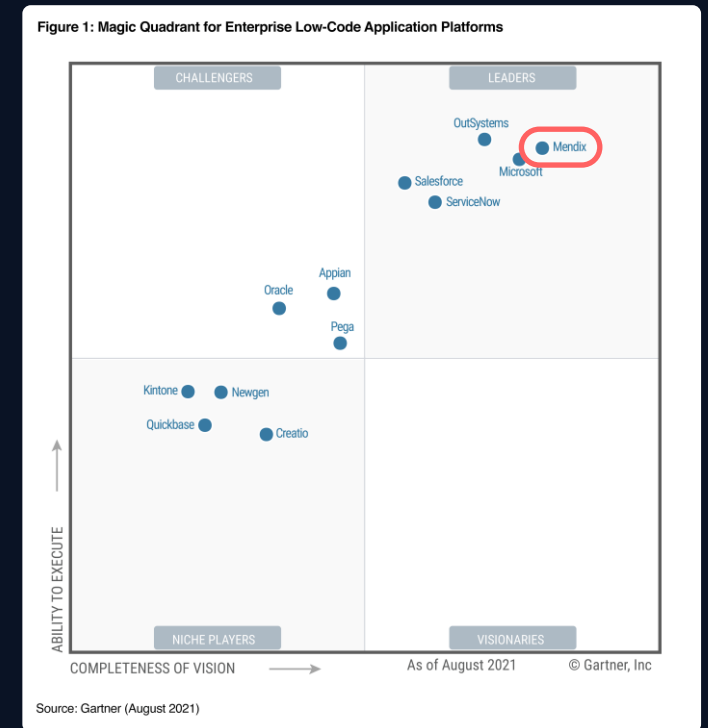 Figure 1: Magic Quadrant for Enterprise Low-Code Application Platforms
CHALLENGERS
LEADERS
OutSystems
Mendix
Microsoft
Salesforce
ServiceNow
Appian
Oracle
Pega
Kintone
Newgen
Quickbase
Creatio
ABILITY TO EXECUTE
NICHE PLAYERS
VISIONARIES
COMPLETENESS OF VISION
As of August 2021
© Gartner, Inc
Source: Gartner (August 2021)